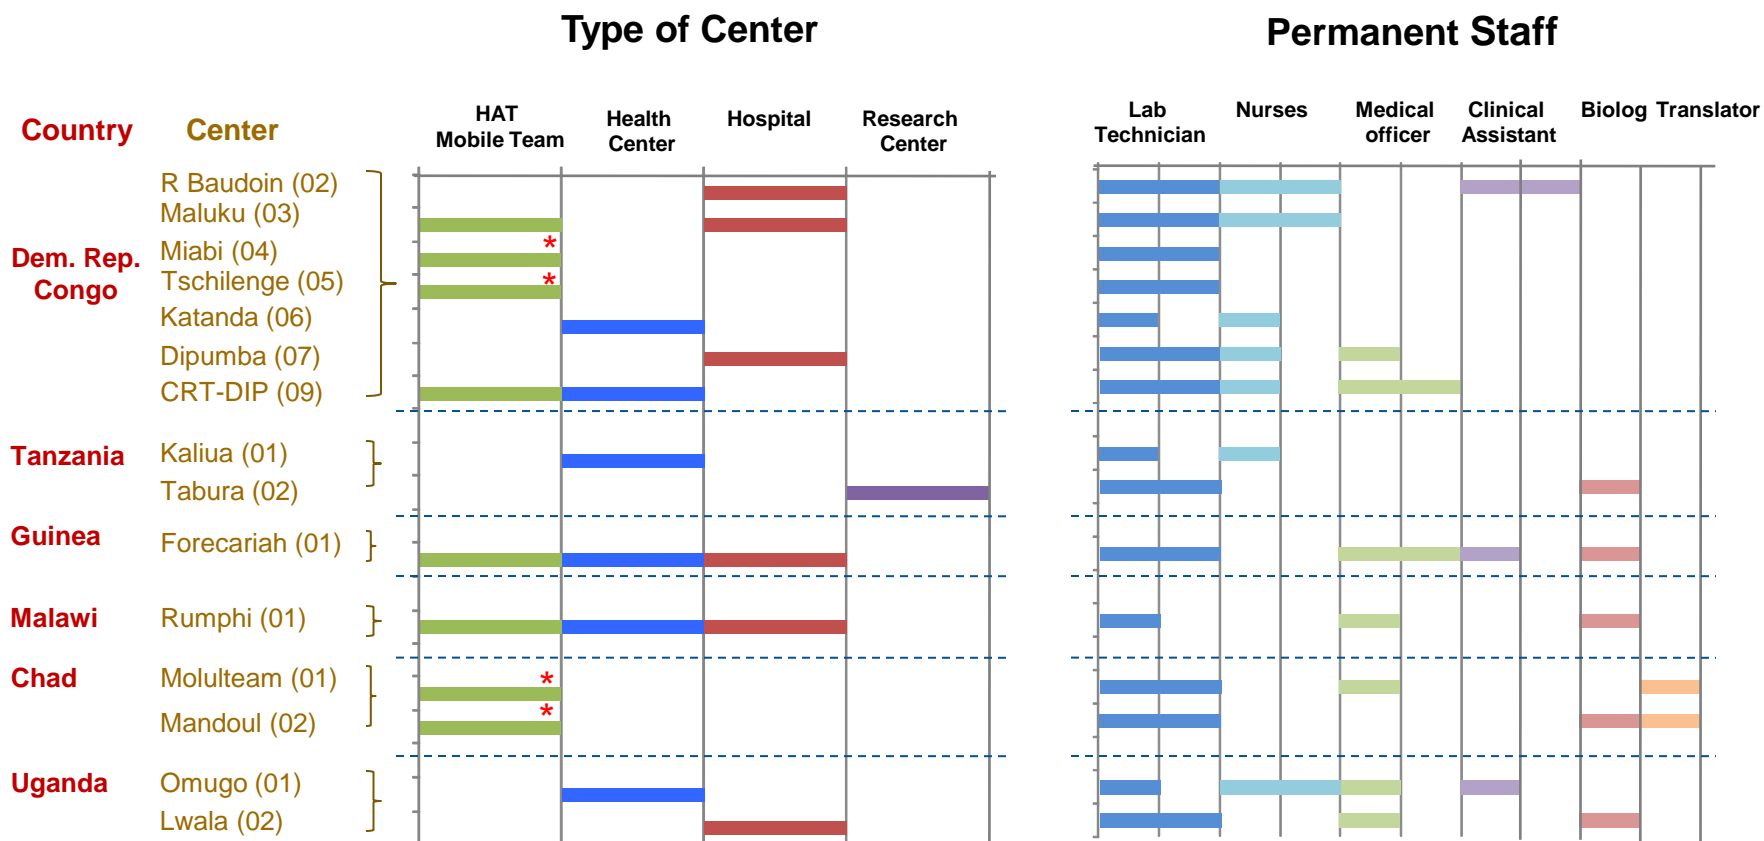 Type of Center
Permanent Staff
Country
Center
HAT
Mobile Team
Health
Center
Hospital
Research
Center
Lab
Technician
Nurses
Medical
officer
Clinical
Assistant
Biolog
Translator
Dem. Rep.
Congo
R Baudoin (02)
Maluku (03)
Miabi (04)
*
Tschilenge (05)
*
Katanda (06)
Dipumba (07)
CRT-DIP (09)
Tanzania
Kaliua (01)
Tabura (02)
Guinea
Forecariah (01)
Malawi
Rumphi (01)
Chad
Molulteam (01)
*
Mandoul (02)
*
Uganda
Omugo (01)
Lwala (02)